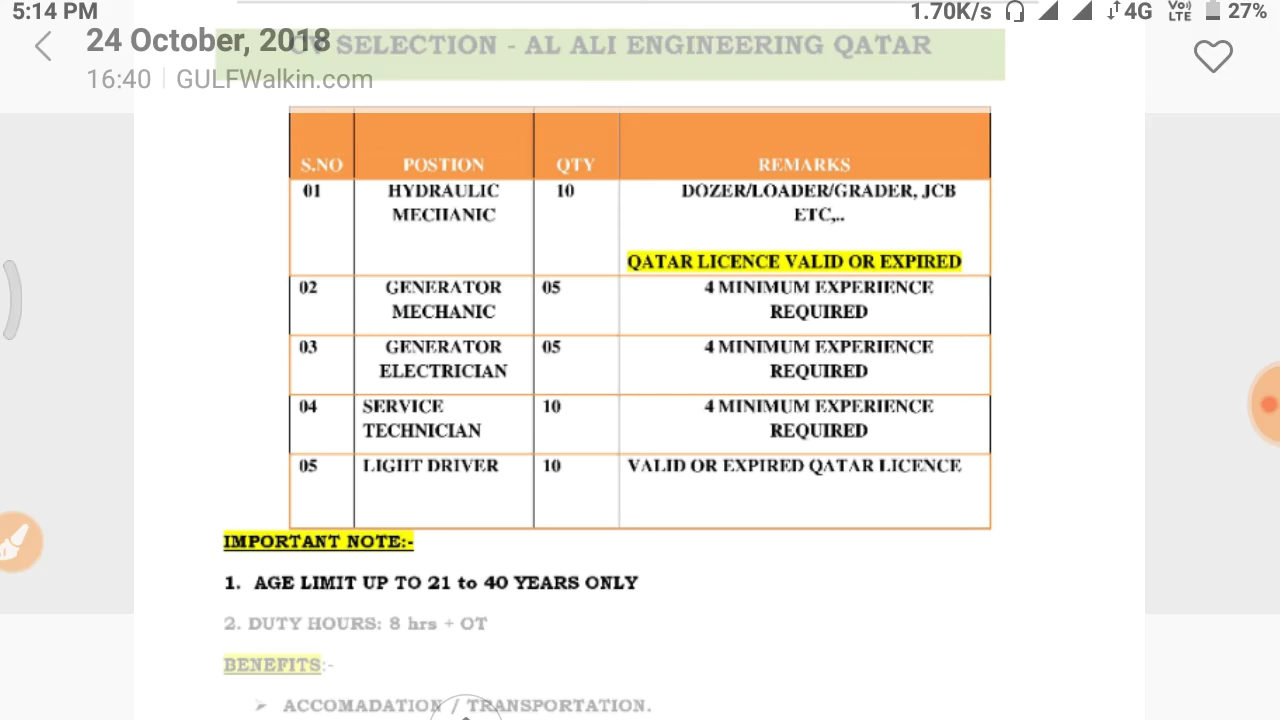 5:14 PM 1.70K/s 4G Vo) LTE 27%
24 October, 2018
SELECTION - AL ALI ENGINEERING QATAR
16:40 | GULFWalkin.com
S.NO POSTION QTY REMARKS
01 HYDRAULIC 10 DOZER/LOADER/GRADER, JCB
MECHANIC ETC,..
QATAR LICENCE VALID OR EXPIRED
02 GENERATOR 05 4 MINIMUM EXPERIENCE
MECHANIC REQUIRED
03 GENERATOR 05 4 MINIMUM EXPERIENCE
ELECTRICIAN REQUIRED
04 SERVICE 10 4 MINIMUM EXPERIENCE
TECHNICIAN REQUIRED
05 LIGHT DRIVER 10 VALID OR EXPIRED QATAR LICENCE
IMPORTANT NOTE:-
1. AGE LIMIT UP TO 21 to 40 YEARS ONLY
2. DUTY HOURS: 8 hrs + OT
BENEFITS:-
➢ ACCOMADATION / TRANSPORTATION.